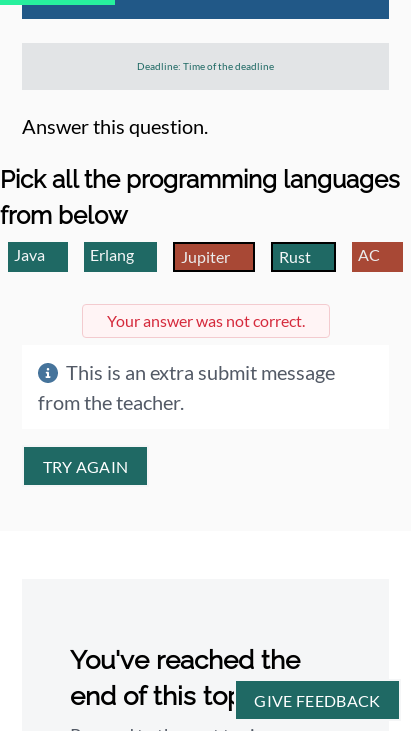 Deadline: Time of the deadline
Answer this question.
Pick all the programming languages
from below
Java Erlang Jupiter Rust AC
Your answer was not correct.
This is an extra submit message
from the teacher.
TRY AGAIN
You've reached the
end of this top
GIVE FEEDBACK